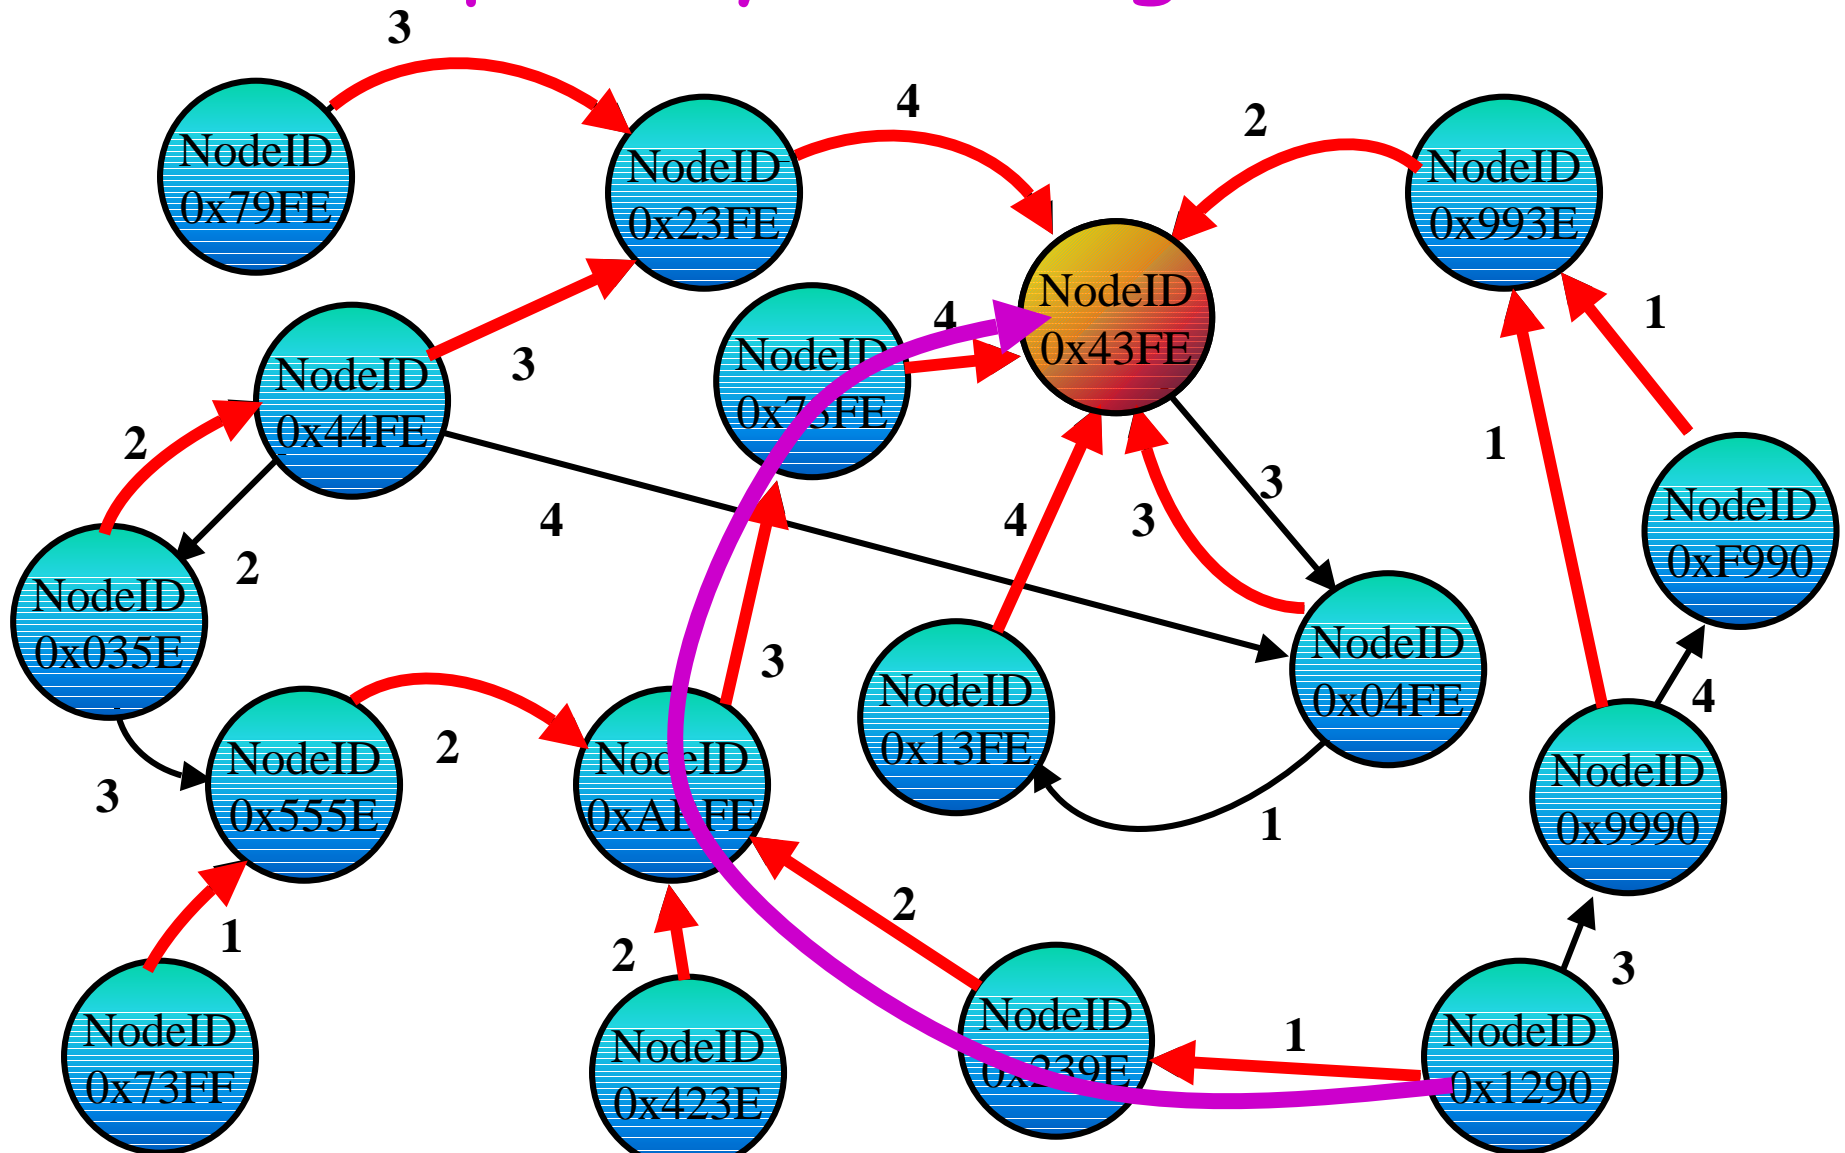 3
NodeID
0x79FE
NodeID
0x23FE
4
2
NodeID
0x993E
NodeID
0x43FE
4
NodeID
NodeID
0x44FE
3
2
2
4
1
1
3
4
3
NodeID
0xF990
NodeID
0x035E
3
NodeID
0x555E
2
NodeID
3
NodeID
0x13FE
NodeID
0x04FE
1
4
NodeID
0x9990
1
NodeID
0x73FF
2
NodeID
0x423E
2
NodeID
0x239E
1
3
NodeID
0x1290